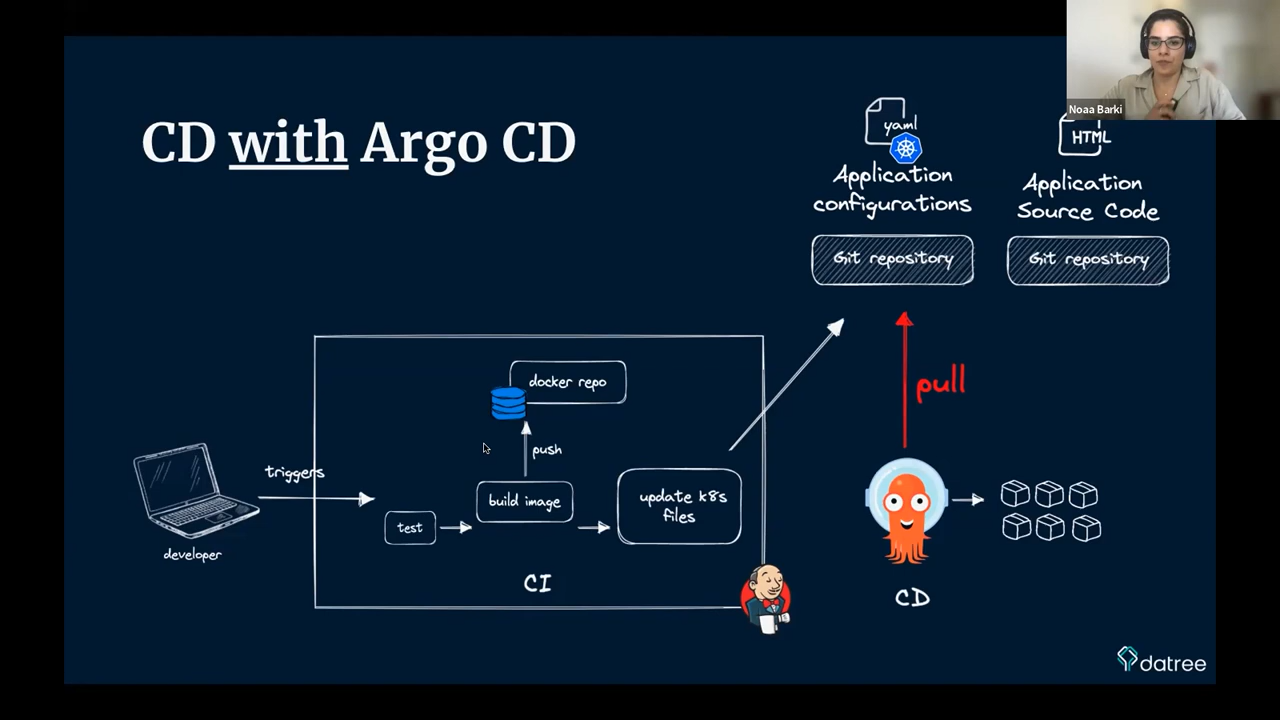 Noaa Barki
CD with Argo CD
yaml
Application
configurations
Git repository
HTML
Application
Source Code
Git repository
docker repo
push
pull
triggers
developer
test
build image
update k8s
files
CI
CD
datree